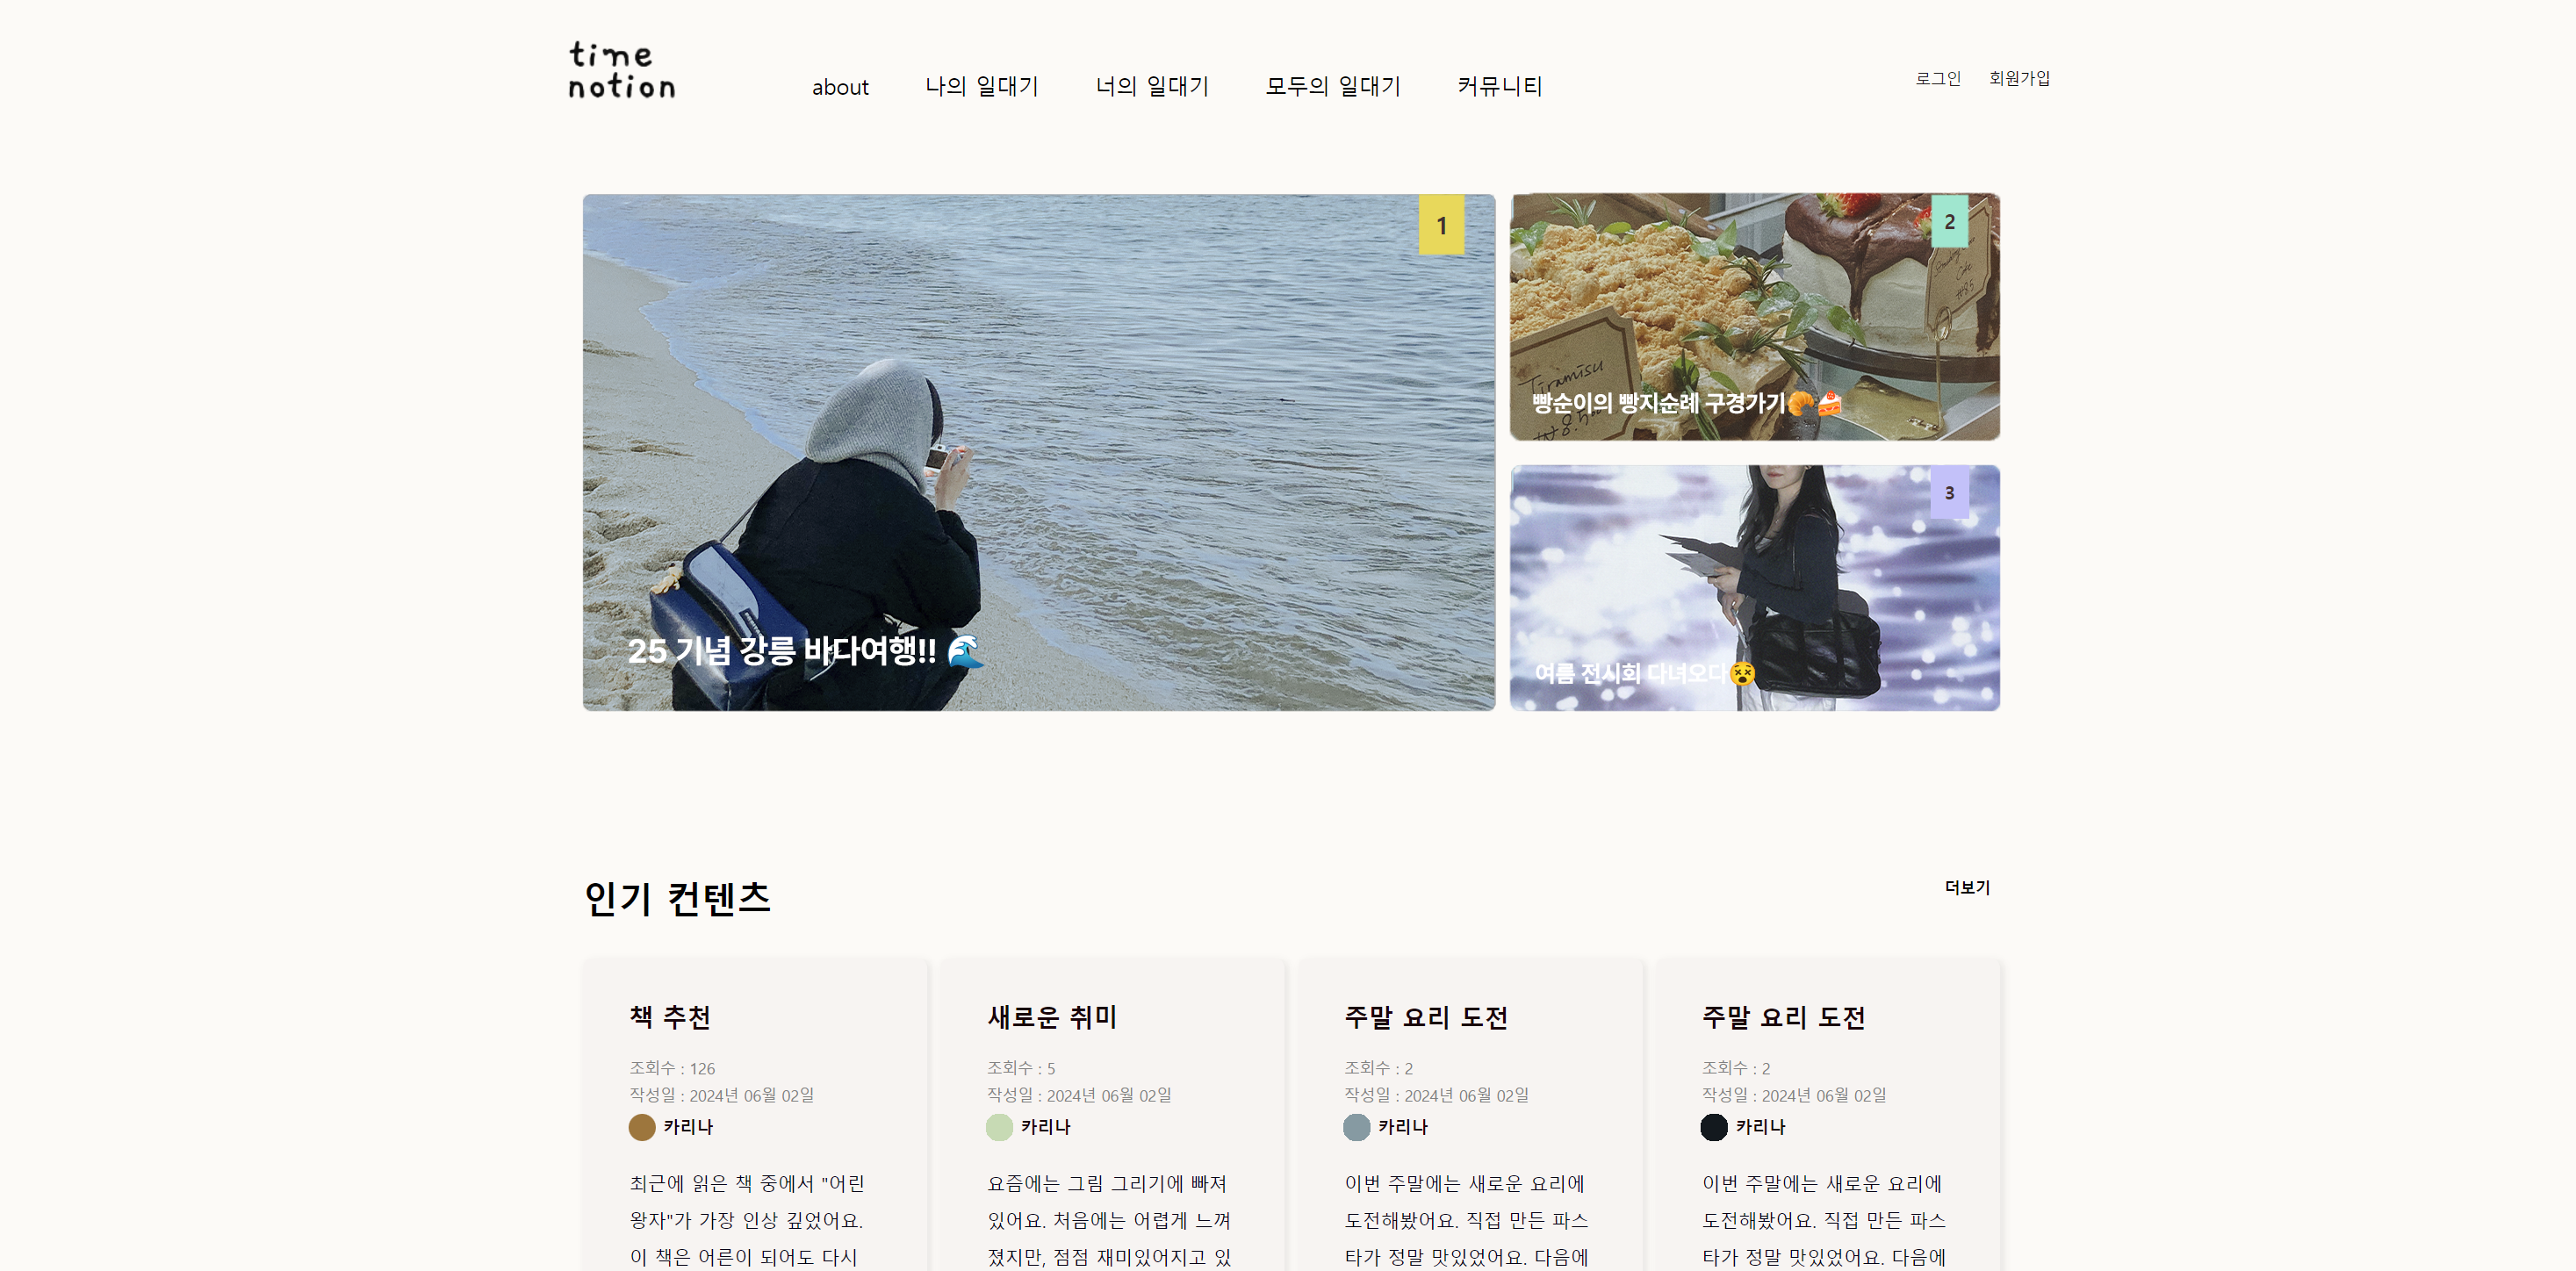 time
notion
about
나의 일대기
너의 일대기
모두의 일대기
커뮤니티
로그인
회원가입
1
25 기념 강릉 바다여행!! 🌊
2
Tiramisu
빵순이의 빵지순례 구경가기🥐🍰
3
여름 전시회 다녀오다😵
인기 컨텐츠
더보기
책 추천
조회수 : 126
작성일 : 2024년 06월 02일
카리나
최근에 읽은 책 중에서 "어린
왕자"가 가장 인상 깊었어요.
이 책은 어른이 되어도 다시
새로운 취미
조회수 : 5
작성일 : 2024년 06월 02일
카리나
요즘에는 그림 그리기에 빠져
있어요. 처음에는 어렵게 느껴
졌지만, 점점 재미있어지고 있
주말 요리 도전
조회수 : 2
작성일 : 2024년 06월 02일
카리나
이번 주말에는 새로운 요리에
도전해봤어요. 직접 만든 파스
타가 정말 맛있었어요. 다음에
주말 요리 도전
조회수 : 2
작성일 : 2024년 06월 02일
카리나
이번 주말에는 새로운 요리에
도전해봤어요. 직접 만든 파스
타가 정말 맛있었어요. 다음에